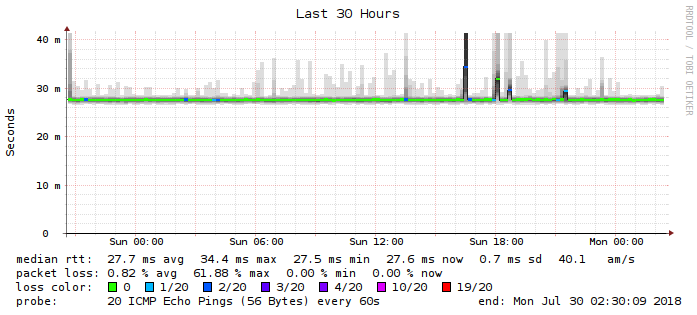 Last 30 Hours
RRDTOOL / TOBI OETIKER
Seconds
40 m
30 m
20 m
10 m
0
Sun 00:00 Sun 06:00 Sun 12:00 Sun 18:00 Mon 00:00
median rtt: 27.7 ms avg 34.4 ms max 27.5 ms min 27.6 ms now 0.7 ms sd 40.1 am/s
packet loss: 0.82 % avg 61.88 % max 0.00 % min 0.00 % now
loss color: 0 1/20 2/20 3/20 4/20 10/20 19/20
probe: 20 ICMP Echo Pings (56 Bytes) every 60s end: Mon Jul 30 02:30:09 2018